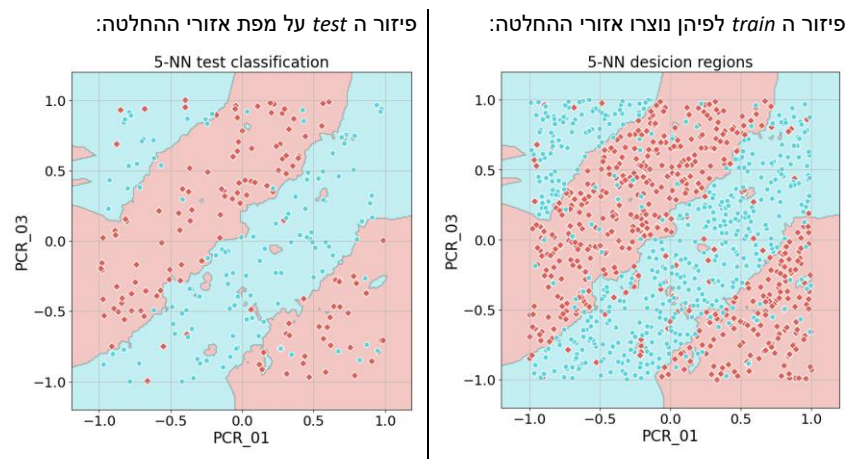 פיזור ה train לפיהן נוצרו אזורי ההחלטה:
5-NN desicion regions
1.0
0.5
0.0
−0.5
−1.0
PCR_03
−1.0 −0.5 0.0 0.5 1.0
PCR_01
פיזור ה test על מפת אזורי ההחלטה:
5-NN test classification
1.0
0.5
0.0
−0.5
−1.0
PCR_03
−1.0 −0.5 0.0 0.5 1.0
PCR_01